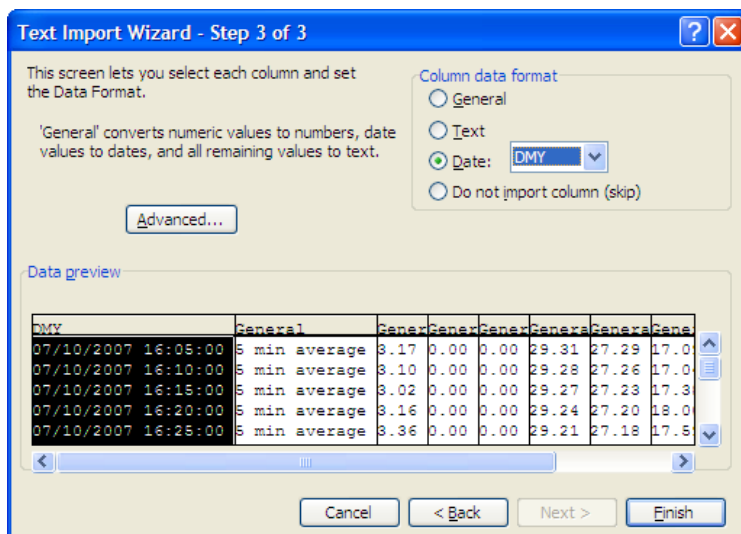 Text Import Wizard - Step 3 of 3
This screen lets you select each column and set
the Data Format.
'General' converts numeric values to numbers, date
values to dates, and all remaining values to text.
Advanced...
Column data format
General
Text
Date: DMY
Do not import column (skip)
Data preview
DMY General Gener Gener Gener Genera Genera Gene
07/10/2007 16:05:00 5 min average 3.17 0.00 0.00 29.31 27.29
07/10/2007 16:10:00 5 min average 3.10 0.00 0.00 29.28 27.26
07/10/2007 16:15:00 5 min average 3.02 0.00 0.00 29.27 27.23
07/10/2007 16:20:00 5 min average 3.16 0.00 0.00 29.24 27.20
07/10/2007 16:25:00 5 min average 3.36 0.00 0.00 29.21 27.18
Cancel < Back Next > Finish